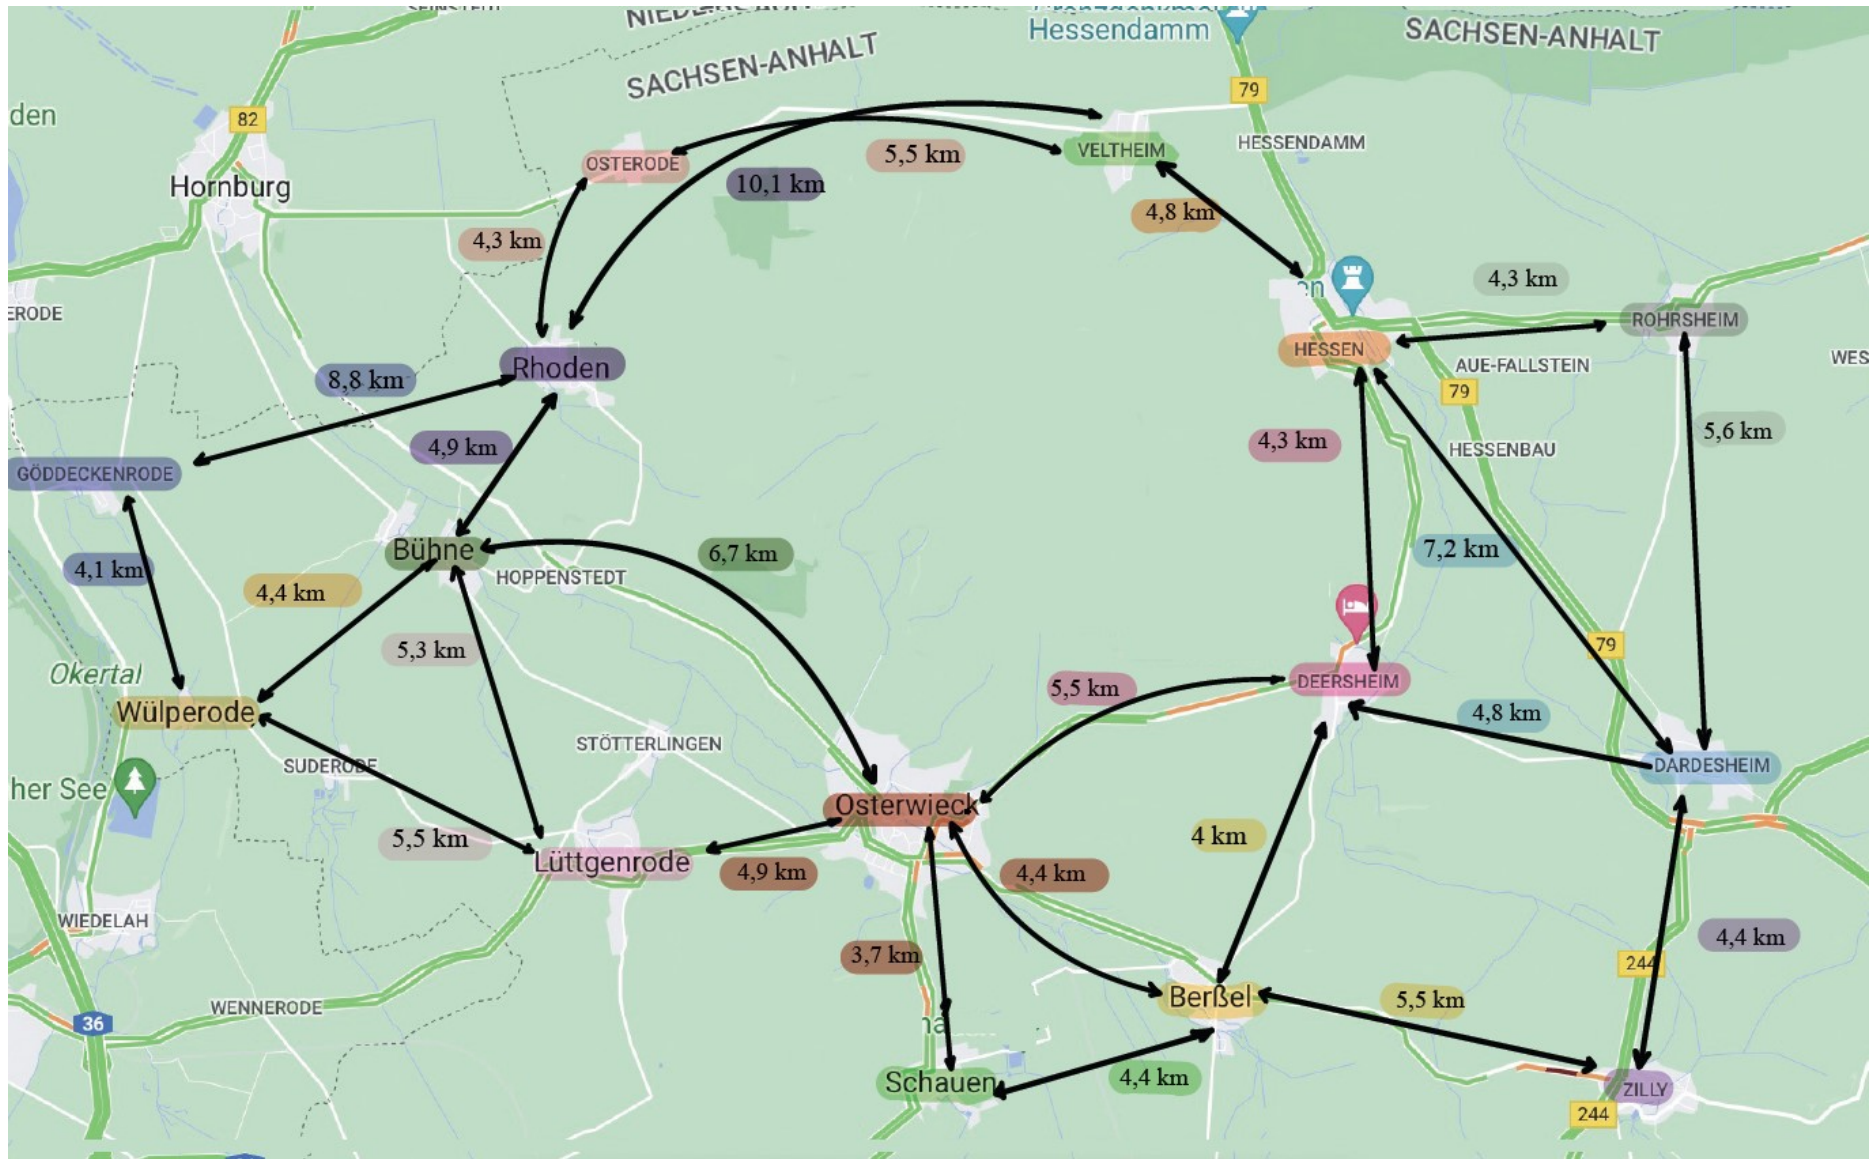 SACHSEN-ANHALT
SACHSEN-ANHALT
Hessendamm
79
82
den
Hornburg
OSTERODE
VELTHEIM
HESSENDAMM
5,5 km
10,1 km
4,8 km
4,3 km
en
4,3 km
ERODE
ROHRSHEIM
HESSEN
AUE-FALLSTEIN
WES
Rhoden
8,8 km
79
5,6 km
4,9 km
4,3 km
HESSENBAU
GÖDDECKENRODE
Bühne
6,7 km
7,2 km
4,1 km
4,4 km
HOPPENSTEDT
5,3 km
79
Okertal
5,5 km
DEERSHEIM
4,8 km
Wülperode
STÖTTERLINGEN
SUDERODE
DARDESHEIM
her See
Osterwieck
5,5 km
4 km
Lüttgenrode
4,9 km
4,4 km
WIEDELAH
4,4 km
3,7 km
244
Berßel
5,5 km
WENNERODE
36
na
Schauen
4,4 km
ZILLY
244